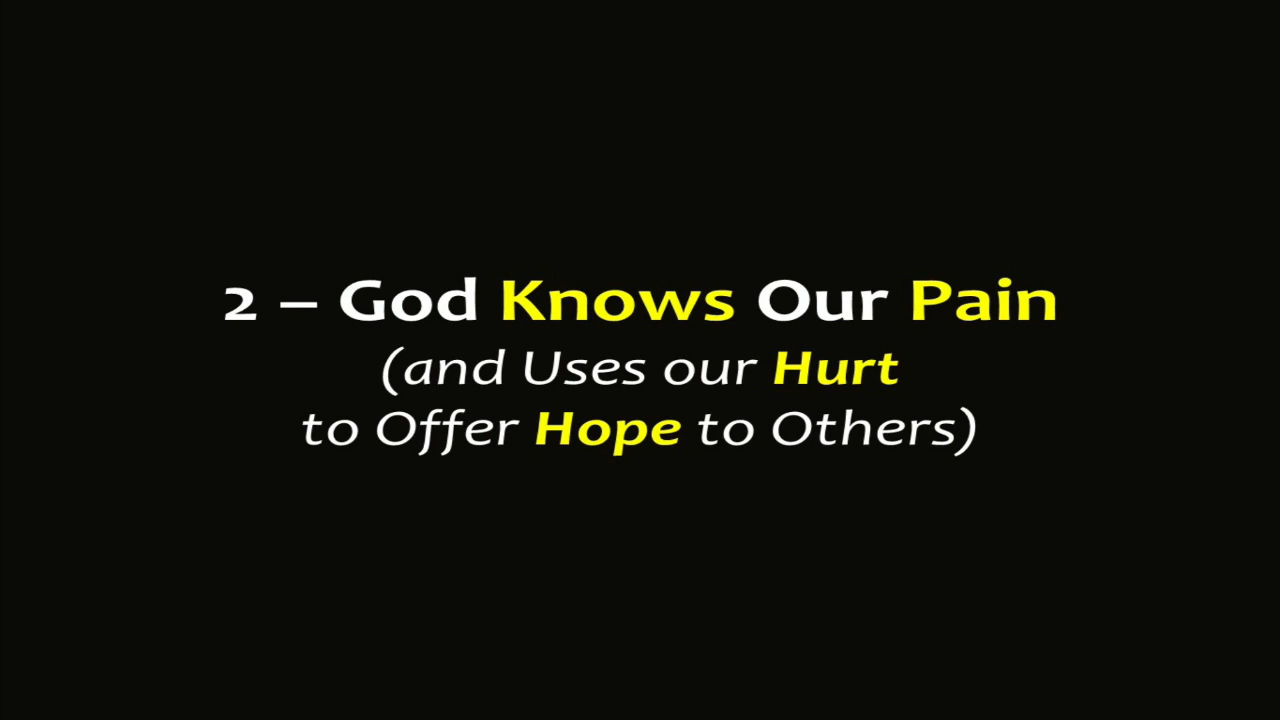 2 – God Knows Our Pain
(and Uses our Hurt
to Offer Hope to Others)